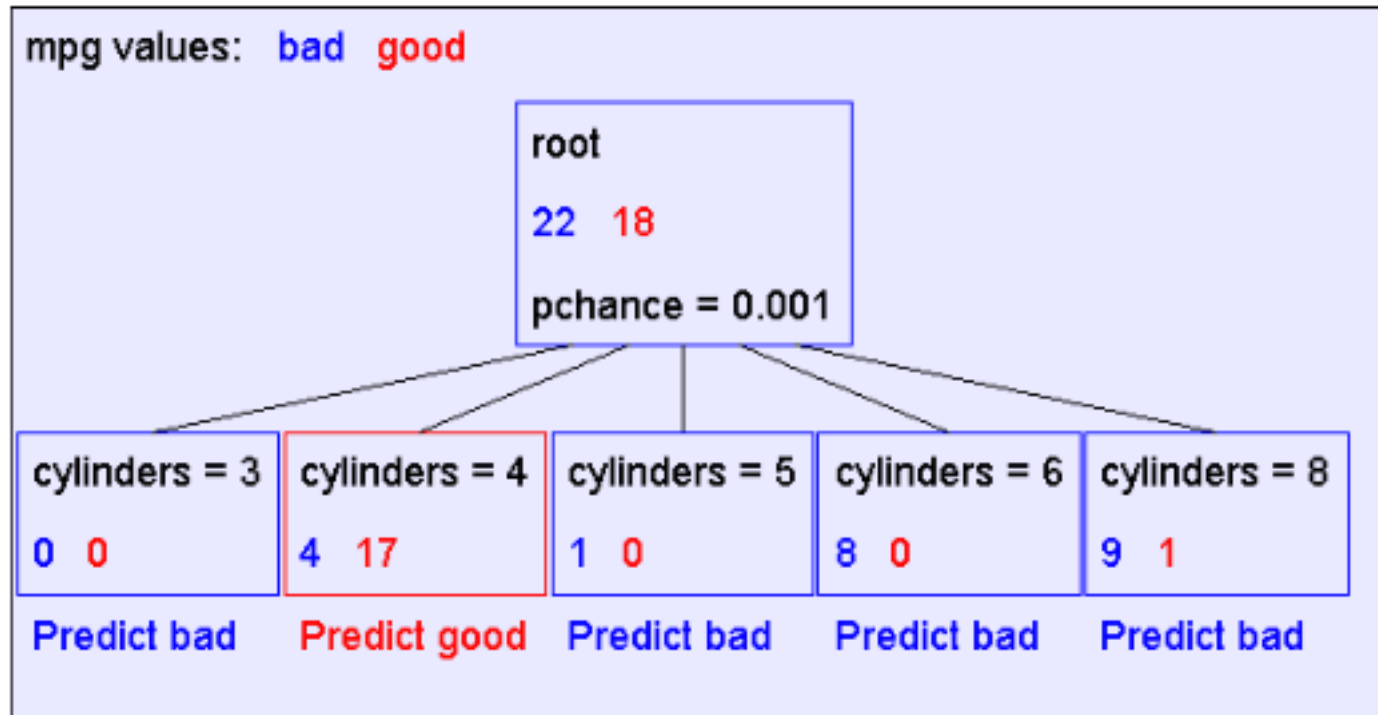 mpg values: bad good
root
22 18
pchance = 0.001
cylinders = 3
0 0
Predict bad
cylinders = 4
4 17
Predict good
cylinders = 5
1 0
Predict bad
cylinders = 6
8 0
Predict bad
cylinders = 8
9 1
Predict bad